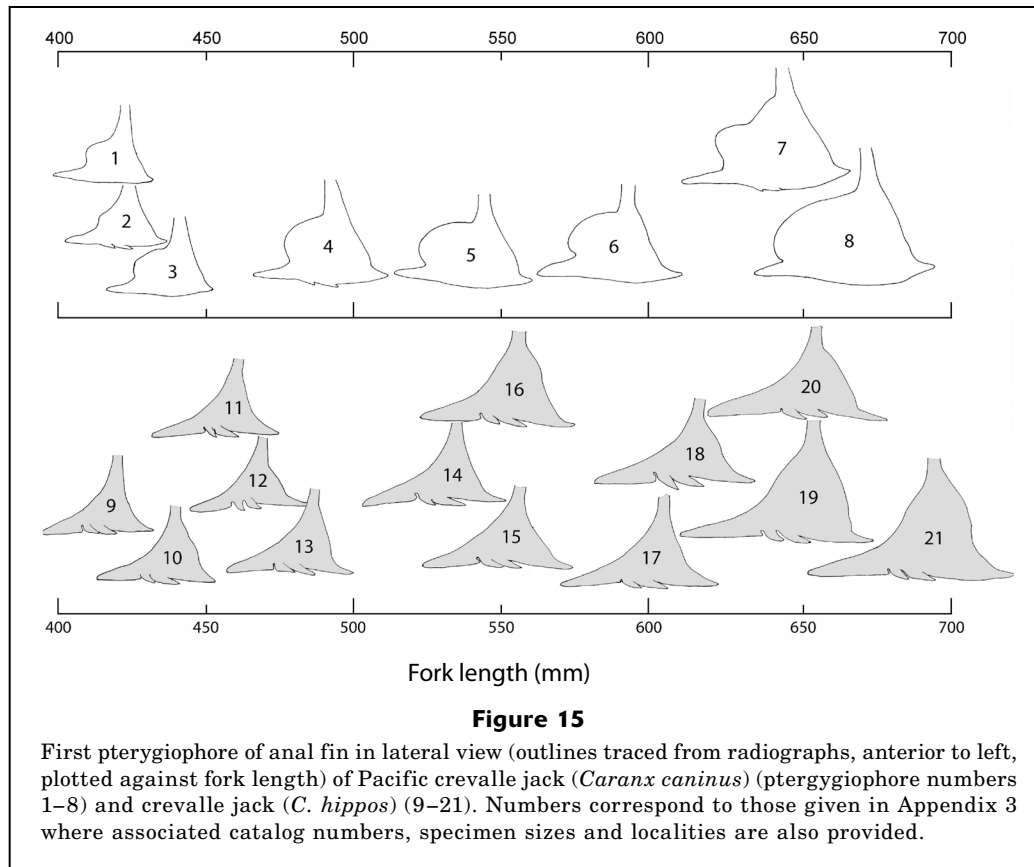 400 450 500 550 600 650 700
7
1
2
4 5 6 8
3
20
16
11
18
14
12 19
9
15 21
13
10 17
400 450 500 550 600 650 700
Fork length (mm)
Figure 15
First pterygiophore of anal fin in lateral view (outlines traced from radiographs, anterior to left,
plotted against fork length) of Pacific crevalle jack (Caranx caninus) (ptergygiophore numbers
1–8) and crevalle jack (C. hippos) (9–21). Numbers correspond to those given in Appendix 3
where associated catalog numbers, specimen sizes and localities are also provided.